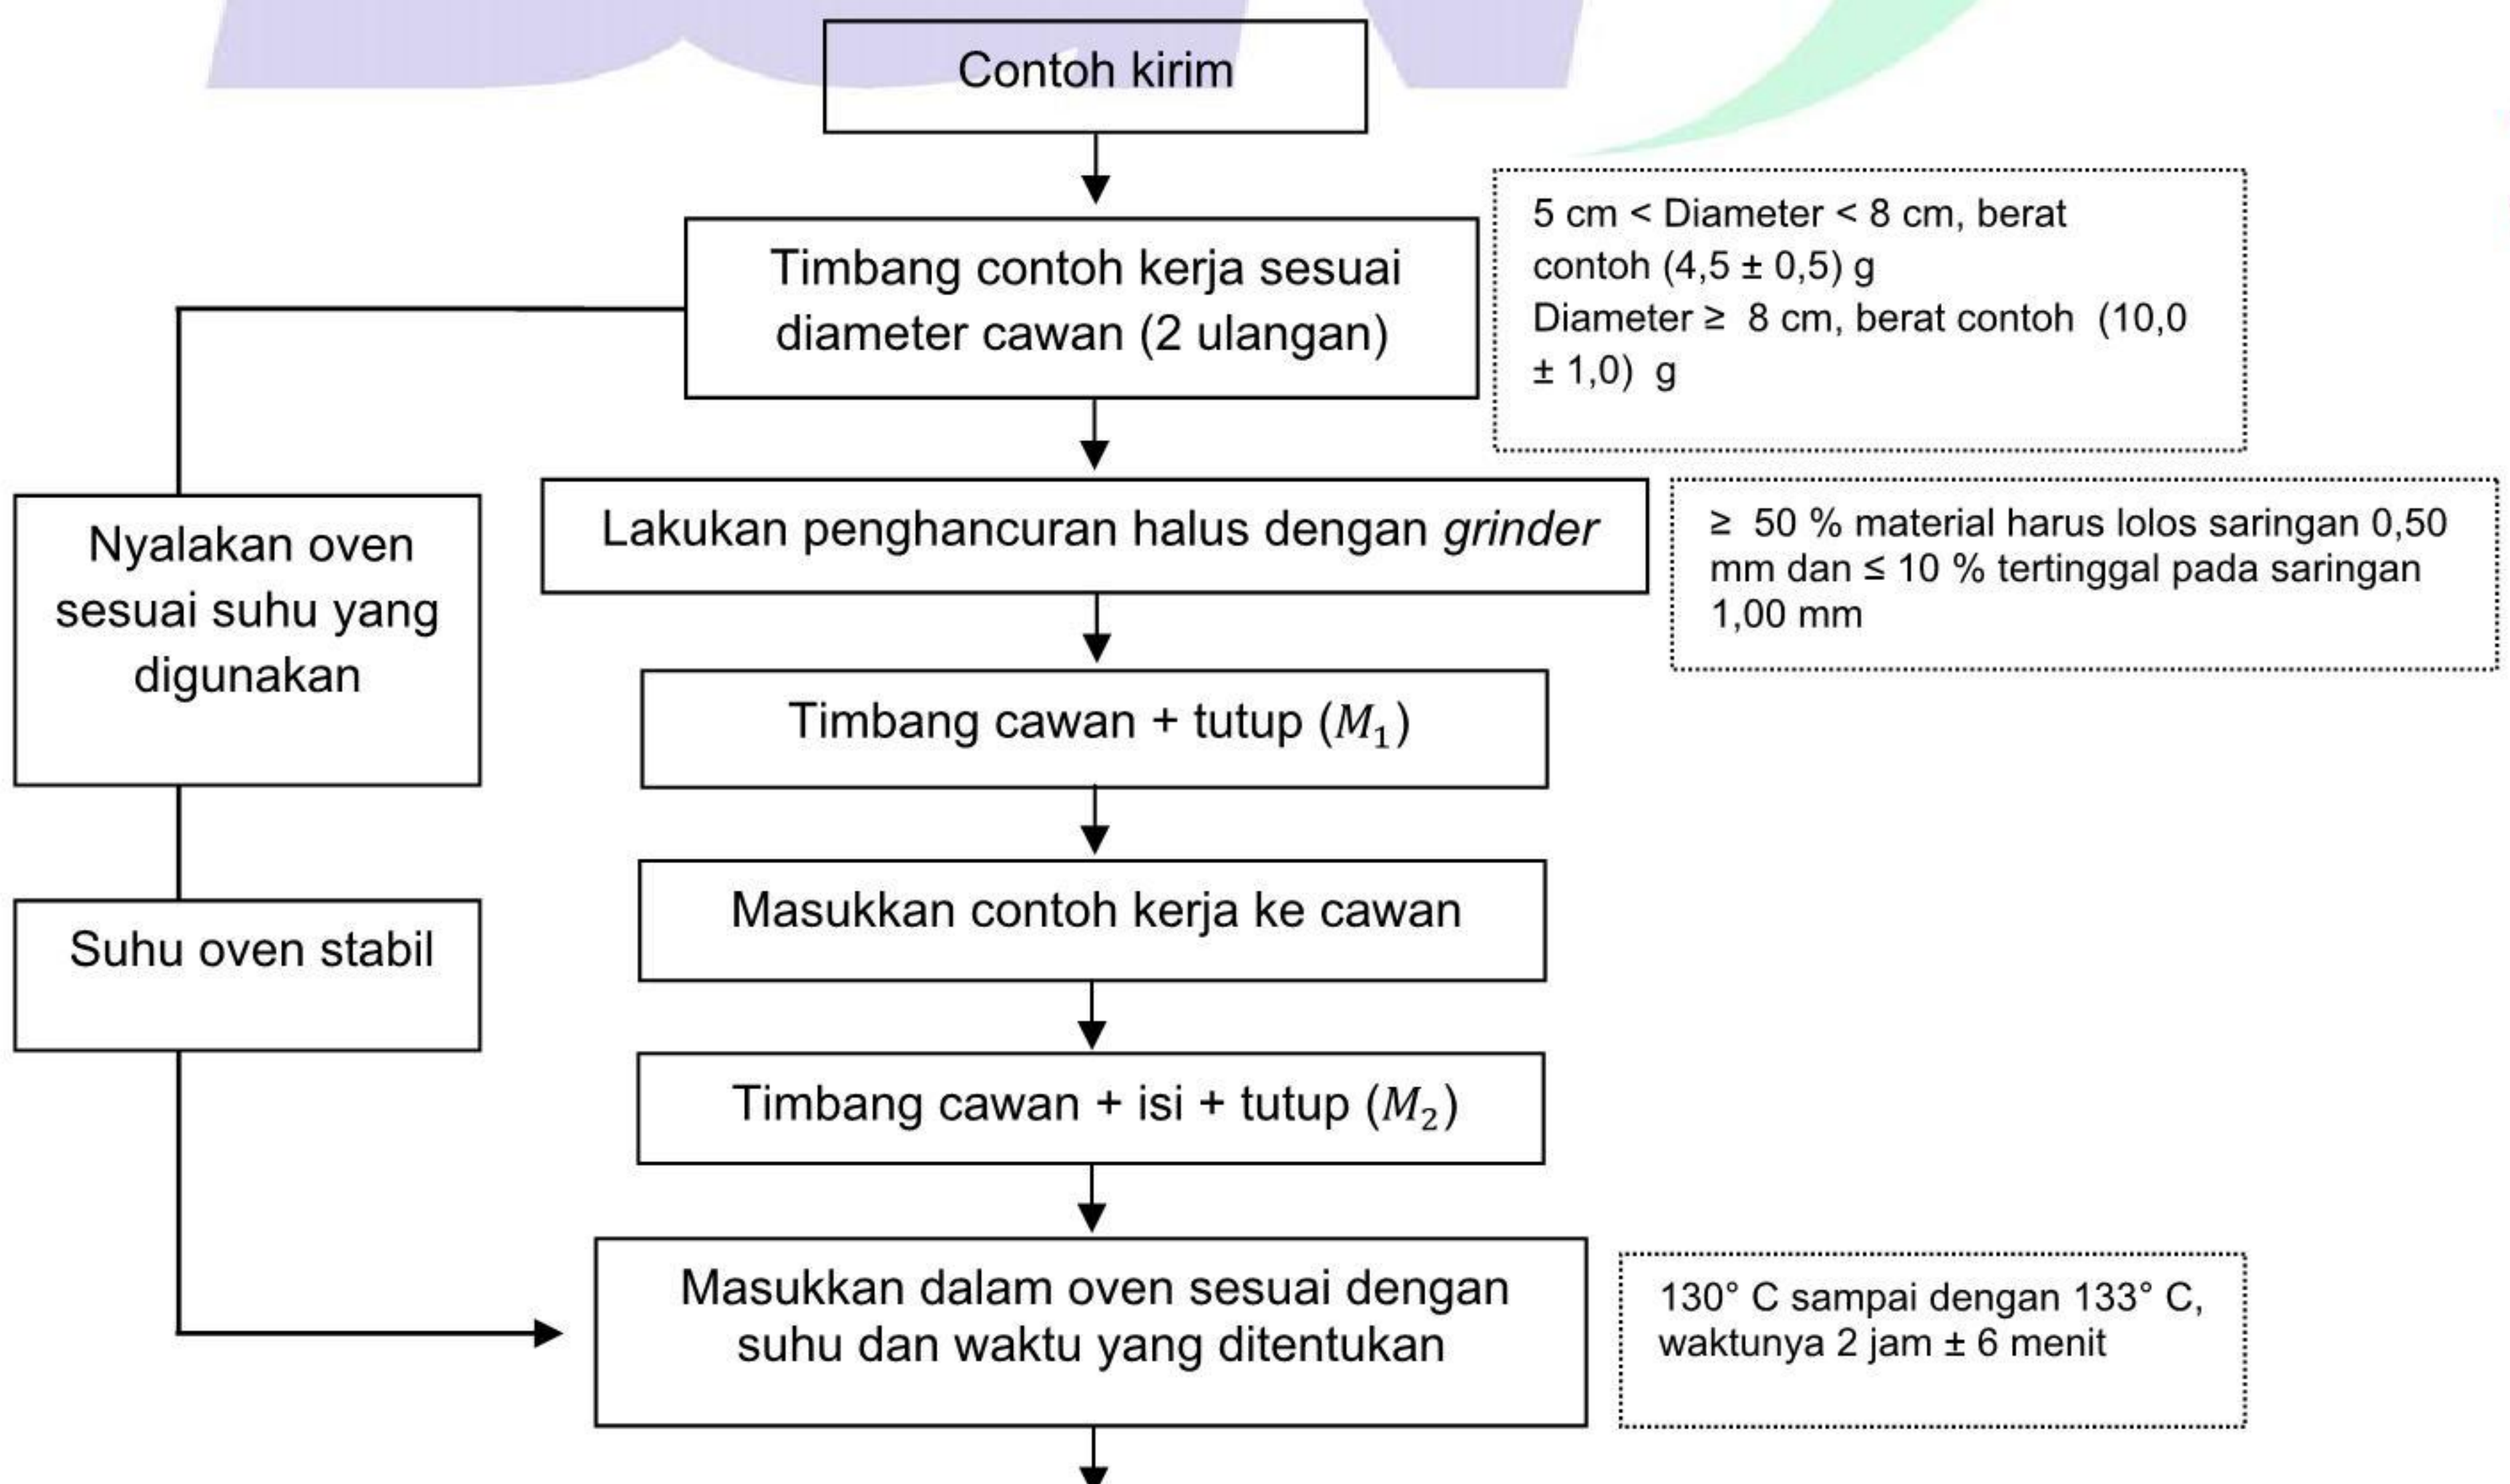 Contoh kirim
Timbang contoh kerja sesuai
diameter cawan (2 ulangan)
5 cm < Diameter < 8 cm, berat
contoh (4,5 ± 0,5) g
Diameter ≥ 8 cm, berat contoh (10,0
± 1,0) g
Nyalakan oven
sesuai suhu yang
digunakan
Lakukan penghancuran halus dengan grinder
≥ 50 % material harus lolos saringan 0,50
mm dan ≤ 10 % tertinggal pada saringan
1,00 mm
Timbang cawan + tutup (M₁)
Masukkan contoh kerja ke cawan
Suhu oven stabil
Timbang cawan + isi + tutup (M₂)
Masukkan dalam oven sesuai dengan
suhu dan waktu yang ditentukan
130° C sampai dengan 133° C,
waktunya 2 jam ± 6 menit